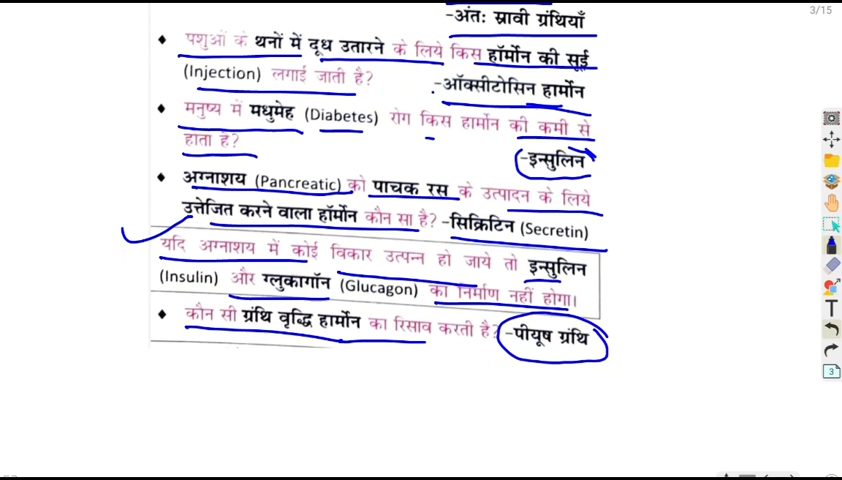 3/15
-अंतः स्रावी ग्रंथियाँ
♦ पशुओं के थनों में दूध उतारने के लिये किस हॉर्मोन की सूई
(Injection) लगाई जाती है?
-ऑक्सीटोसिन हार्मोन
♦ मनुष्य में मधुमेह (Diabetes) रोग किस हार्मोन की कमी से
हाता है?
-इन्सुलिन
♦ अग्नाशय (Pancreatic) को पाचक रस के उत्पादन के लिये
उत्तेजित करने वाला हॉर्मोन कौन सा है? -सिक्रिटिन (Secretin)
यदि अग्नाशय में कोई विकार उत्पन्न हो जाये तो इन्सुलिन
(Insulin) और ग्लुकागॉन (Glucagon) का निर्माण नहीं होगा।
♦ कौन सी ग्रंथि वृद्धि हार्मोन का रिसाव करती है? -पीयूष ग्रंथि
T
3